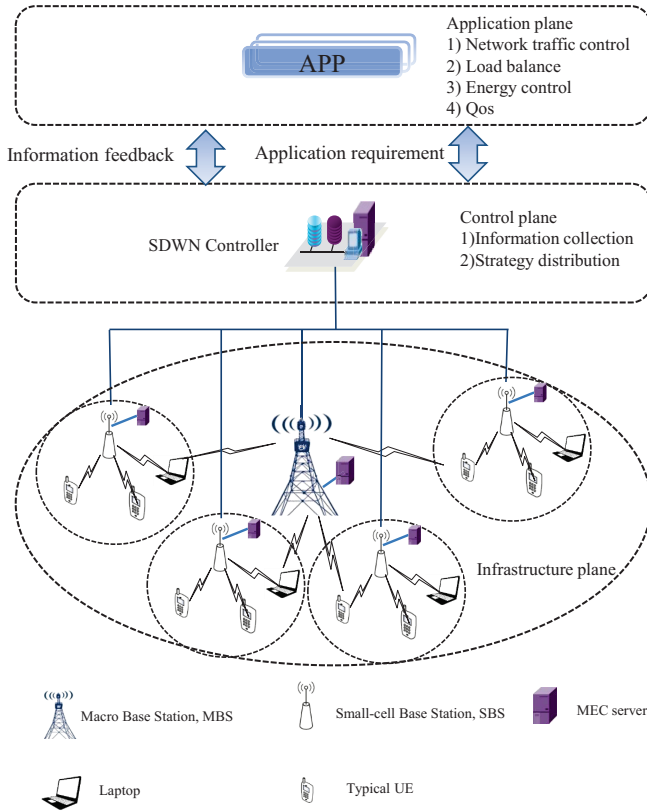 APP
Application plane
1) Network traffic control
2) Load balance
3) Energy control
4) Qos
Information feedback
Application requirement
SDWN Controller
Control plane
1)Information collection
2)Strategy distribution
Infrastructure plane
Macro Base Station, MBS
Small-cell Base Station, SBS
MEC server
Laptop
Typical UE